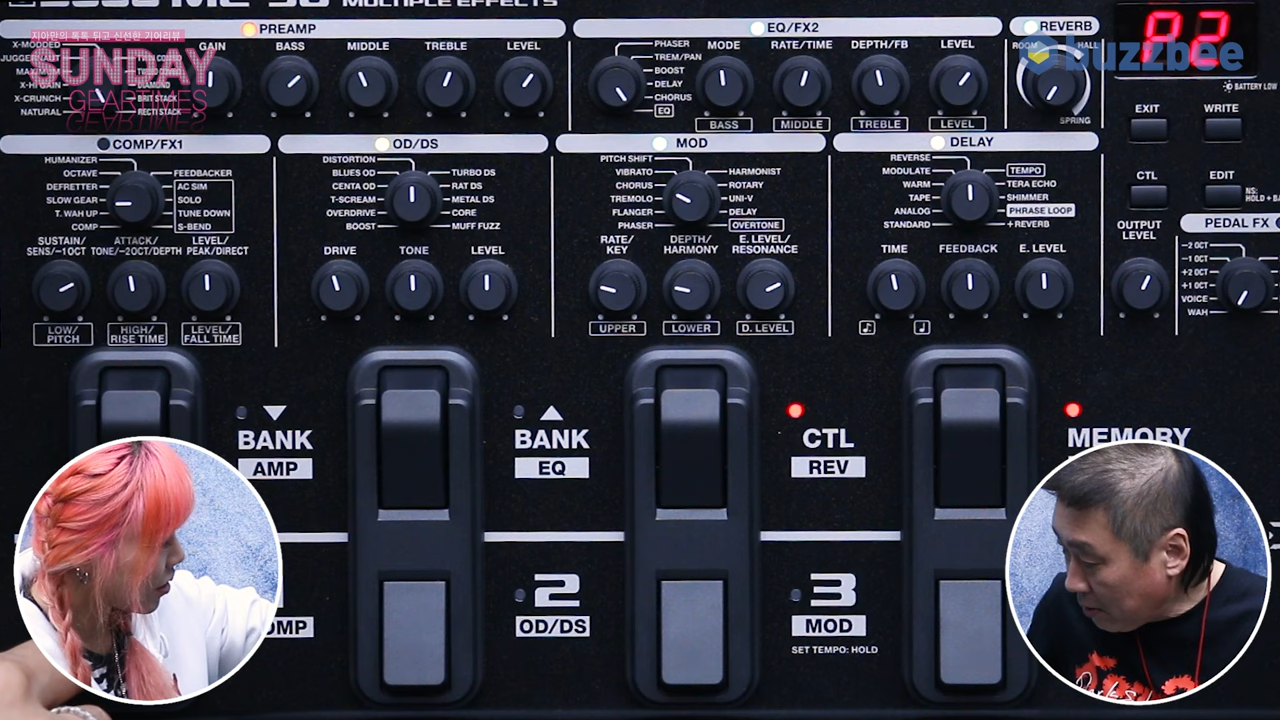 MULTIPLE EFFECTS
PREAMP
EQ/FX2
REVERB
지아만의 톡톡 튀고 신선한 기어리뷰
SUNDAY
GEARTIMES
buzzbee
82
X-MODDED
X-HI GAIN
X-CRUNCH
NATURAL
BRIT STACK
RECTI STACK
GAIN
BASS
MIDDLE
TREBLE
LEVEL
PHASER
TREM/PAN
BOOST
DELAY
CHORUS
EQ
MODE
RATE/TIME
DEPTH/FB
LEVEL
BASS
MIDDLE
TREBLE
LEVEL
ROOM
HALL
SPRING
BATTERY LOW
EXIT
WRITE
CTL
EDIT
NS:
OUTPUT
LEVEL
PEDAL FX
-2 OCT
-1 OCT
+2 OCT
+1 OCT
VOICE
WAH
COMP/FX1
HUMANIZER
OCTAVE
DEFRETTER
SLOW GEAR
T. WAH UP
COMP
FEEDBACKER
AC SIM
SOLO
TUNE DOWN
S-BEND
SUSTAIN/
SENS/-1OCT
ATTACK/
TONE/-2OCT/DEPTH
LEVEL/
PEAK/DIRECT
LOW/
PITCH
HIGH/
RISE TIME
LEVEL/
FALL TIME
OD/DS
DISTORTION
BLUES OD
CENTA OD
T-SCREAM
OVERDRIVE
BOOST
TURBO DS
RAT DS
METAL DS
CORE
MUFF FUZZ
DRIVE
TONE
LEVEL
MOD
PITCH SHIFT
VIBRATO
CHORUS
TREMOLO
FLANGER
PHASER
HARMONIST
ROTARY
UNI-V
DELAY
OVERTONE
RATE/
KEY
DEPTH/
HARMONY
E. LEVEL/
RESONANCE
UPPER
LOWER
D. LEVEL
DELAY
REVERSE
MODULATE
WARM
TAPE
ANALOG
STANDARD
TEMPO
TERA ECHO
SHIMMER
PHRASE LOOP
+REVERB
TIME
FEEDBACK
E. LEVEL
BANK
AMP
BANK
EQ
CTL
REV
MEMORY
2
OD/DS
3
MOD
SET TEMPO: HOLD